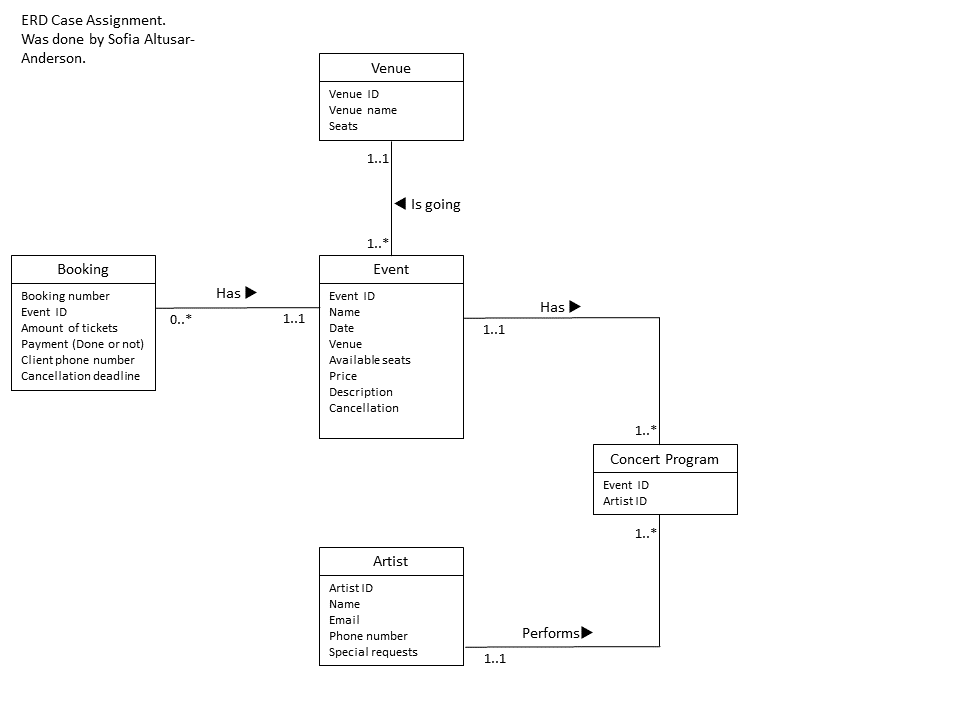 ERD Case Assignment.
Was done by Sofia Altusar-
Anderson.
Venue
Venue ID
Venue name
Seats
1..1
◄ Is going
1..*
Booking
Booking number
Event ID
Amount of tickets
Payment (Done or not)
Client phone number
Cancellation deadline
Has ►
0..*
1..1
Event
Event ID
Name
Date
Venue
Available seats
Price
Description
Cancellation
Has ►
1..1
1..*
Concert Program
Event ID
Artist ID
1..*
Artist
Artist ID
Name
Email
Phone number
Special requests
Performs►
1..1